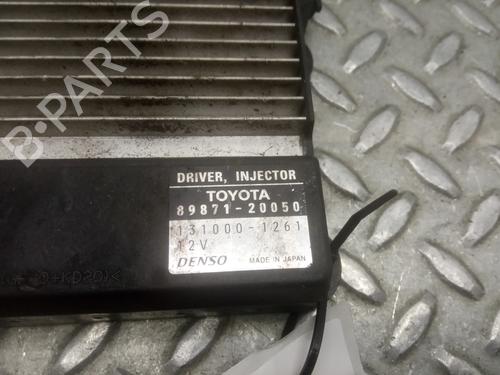 B-PARTS
DRIVER, INJECTOR
TOYOTA
89871-20050
131000-1261
12V
DENSO MADE IN JAPAN